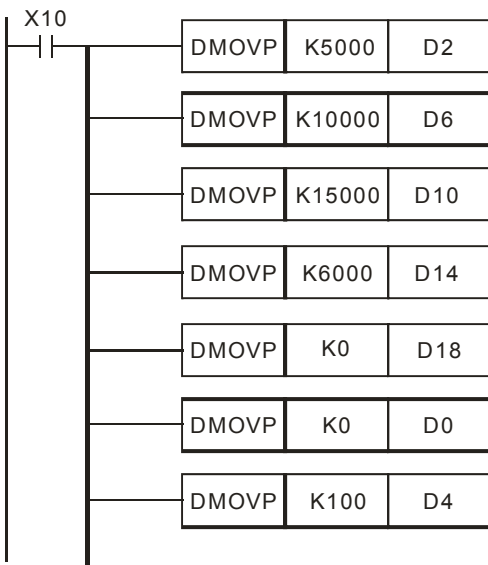 X10
DMOVP K5000 D2
DMOVP K10000 D6
DMOVP K15000 D10
DMOVP K6000 D14
DMOVP K0 D18
DMOVP K0 D0
DMOVP K100 D4